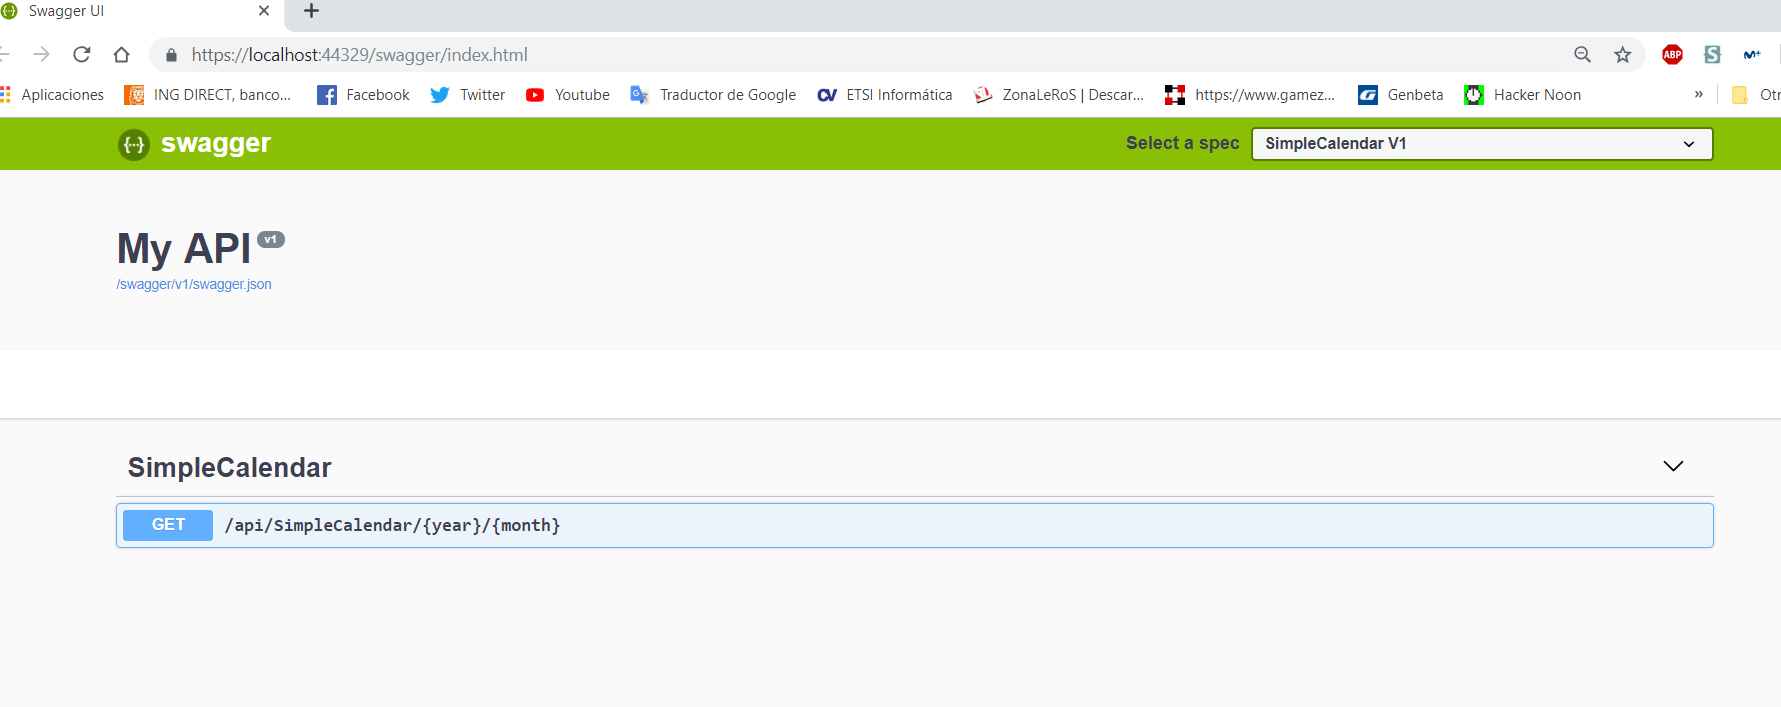 Swagger UI
https://localhost:44329/swagger/index.html
ABP S M+
Aplicaciones ING DIRECT, banco... Facebook Twitter Youtube Traductor de Google ETSI Informática ZonaLeRoS | Descar... https://www.gamez... Genbeta Hacker Noon » Otr
{··} swagger Select a spec SimpleCalendar V1
My API v1
/swagger/v1/swagger.json
SimpleCalendar
GET /api/SimpleCalendar/{year}/{month}